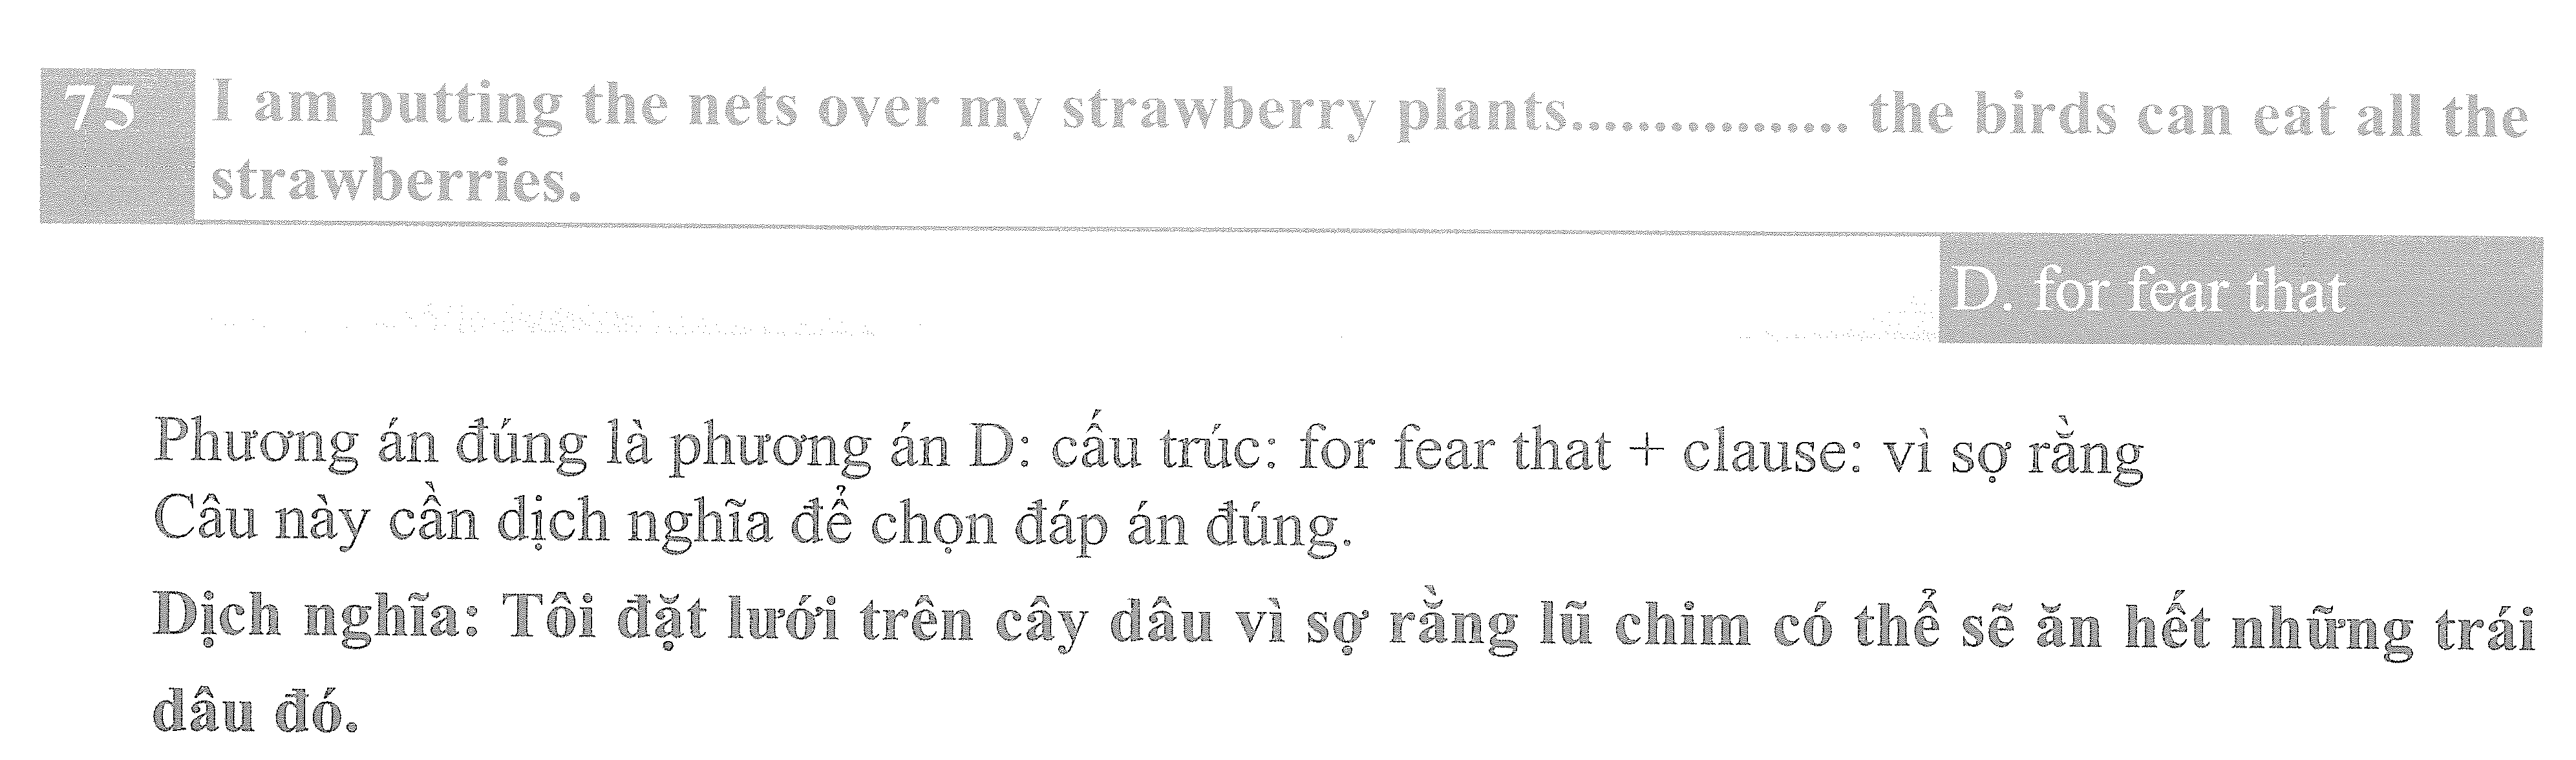 75 I am putting the nets over my strawberry plants................ the birds can eat all the
strawberries.
D. for fear that
Phương án đúng là phương án D: cấu trúc: for fear that + clause: vì sợ rằng
Câu này cần dịch nghĩa để chọn đáp án đúng.
Dịch nghĩa: Tôi đặt lưới trên cây dâu vì sợ rằng lũ chim có thể sẽ ăn hết những trái
dâu đó.